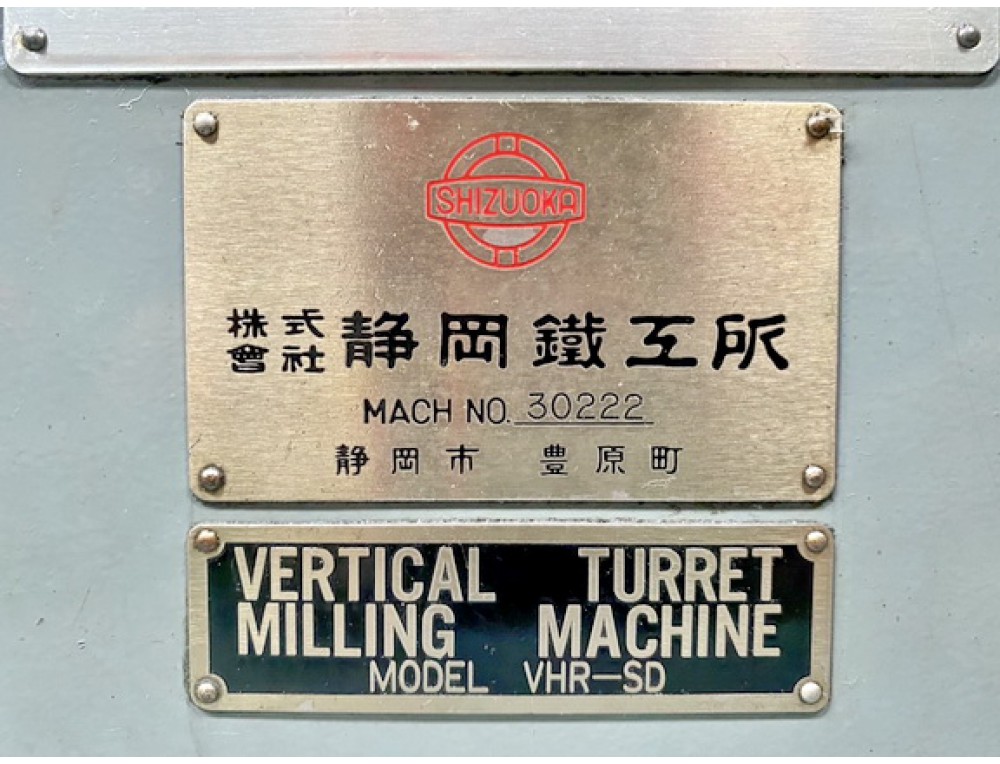 SHIZUOKA
株式會社 静岡鐵工所
MACH NO. 30222
静岡市 豊原町
VERTICAL TURRET
MILLING MACHINE
MODEL VHR-SD